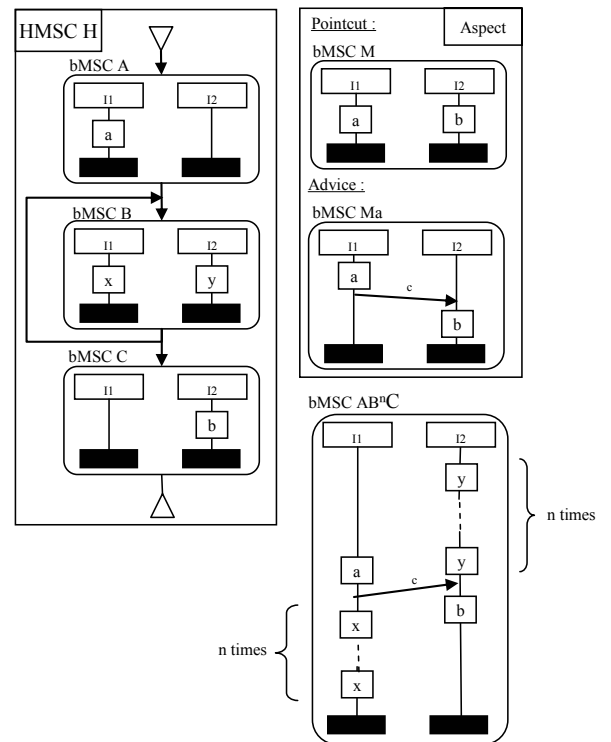 HMSC H
bMSC A
I1
I2
a
bMSC B
I1
I2
x
y
bMSC C
I1
I2
b
Pointcut :
Aspect
bMSC M
I1
I2
a
b
Advice :
bMSC Ma
I1
I2
a
c
b
bMSC ABⁿC
I1
I2
y
n times
y
a
c
b
x
n times
x